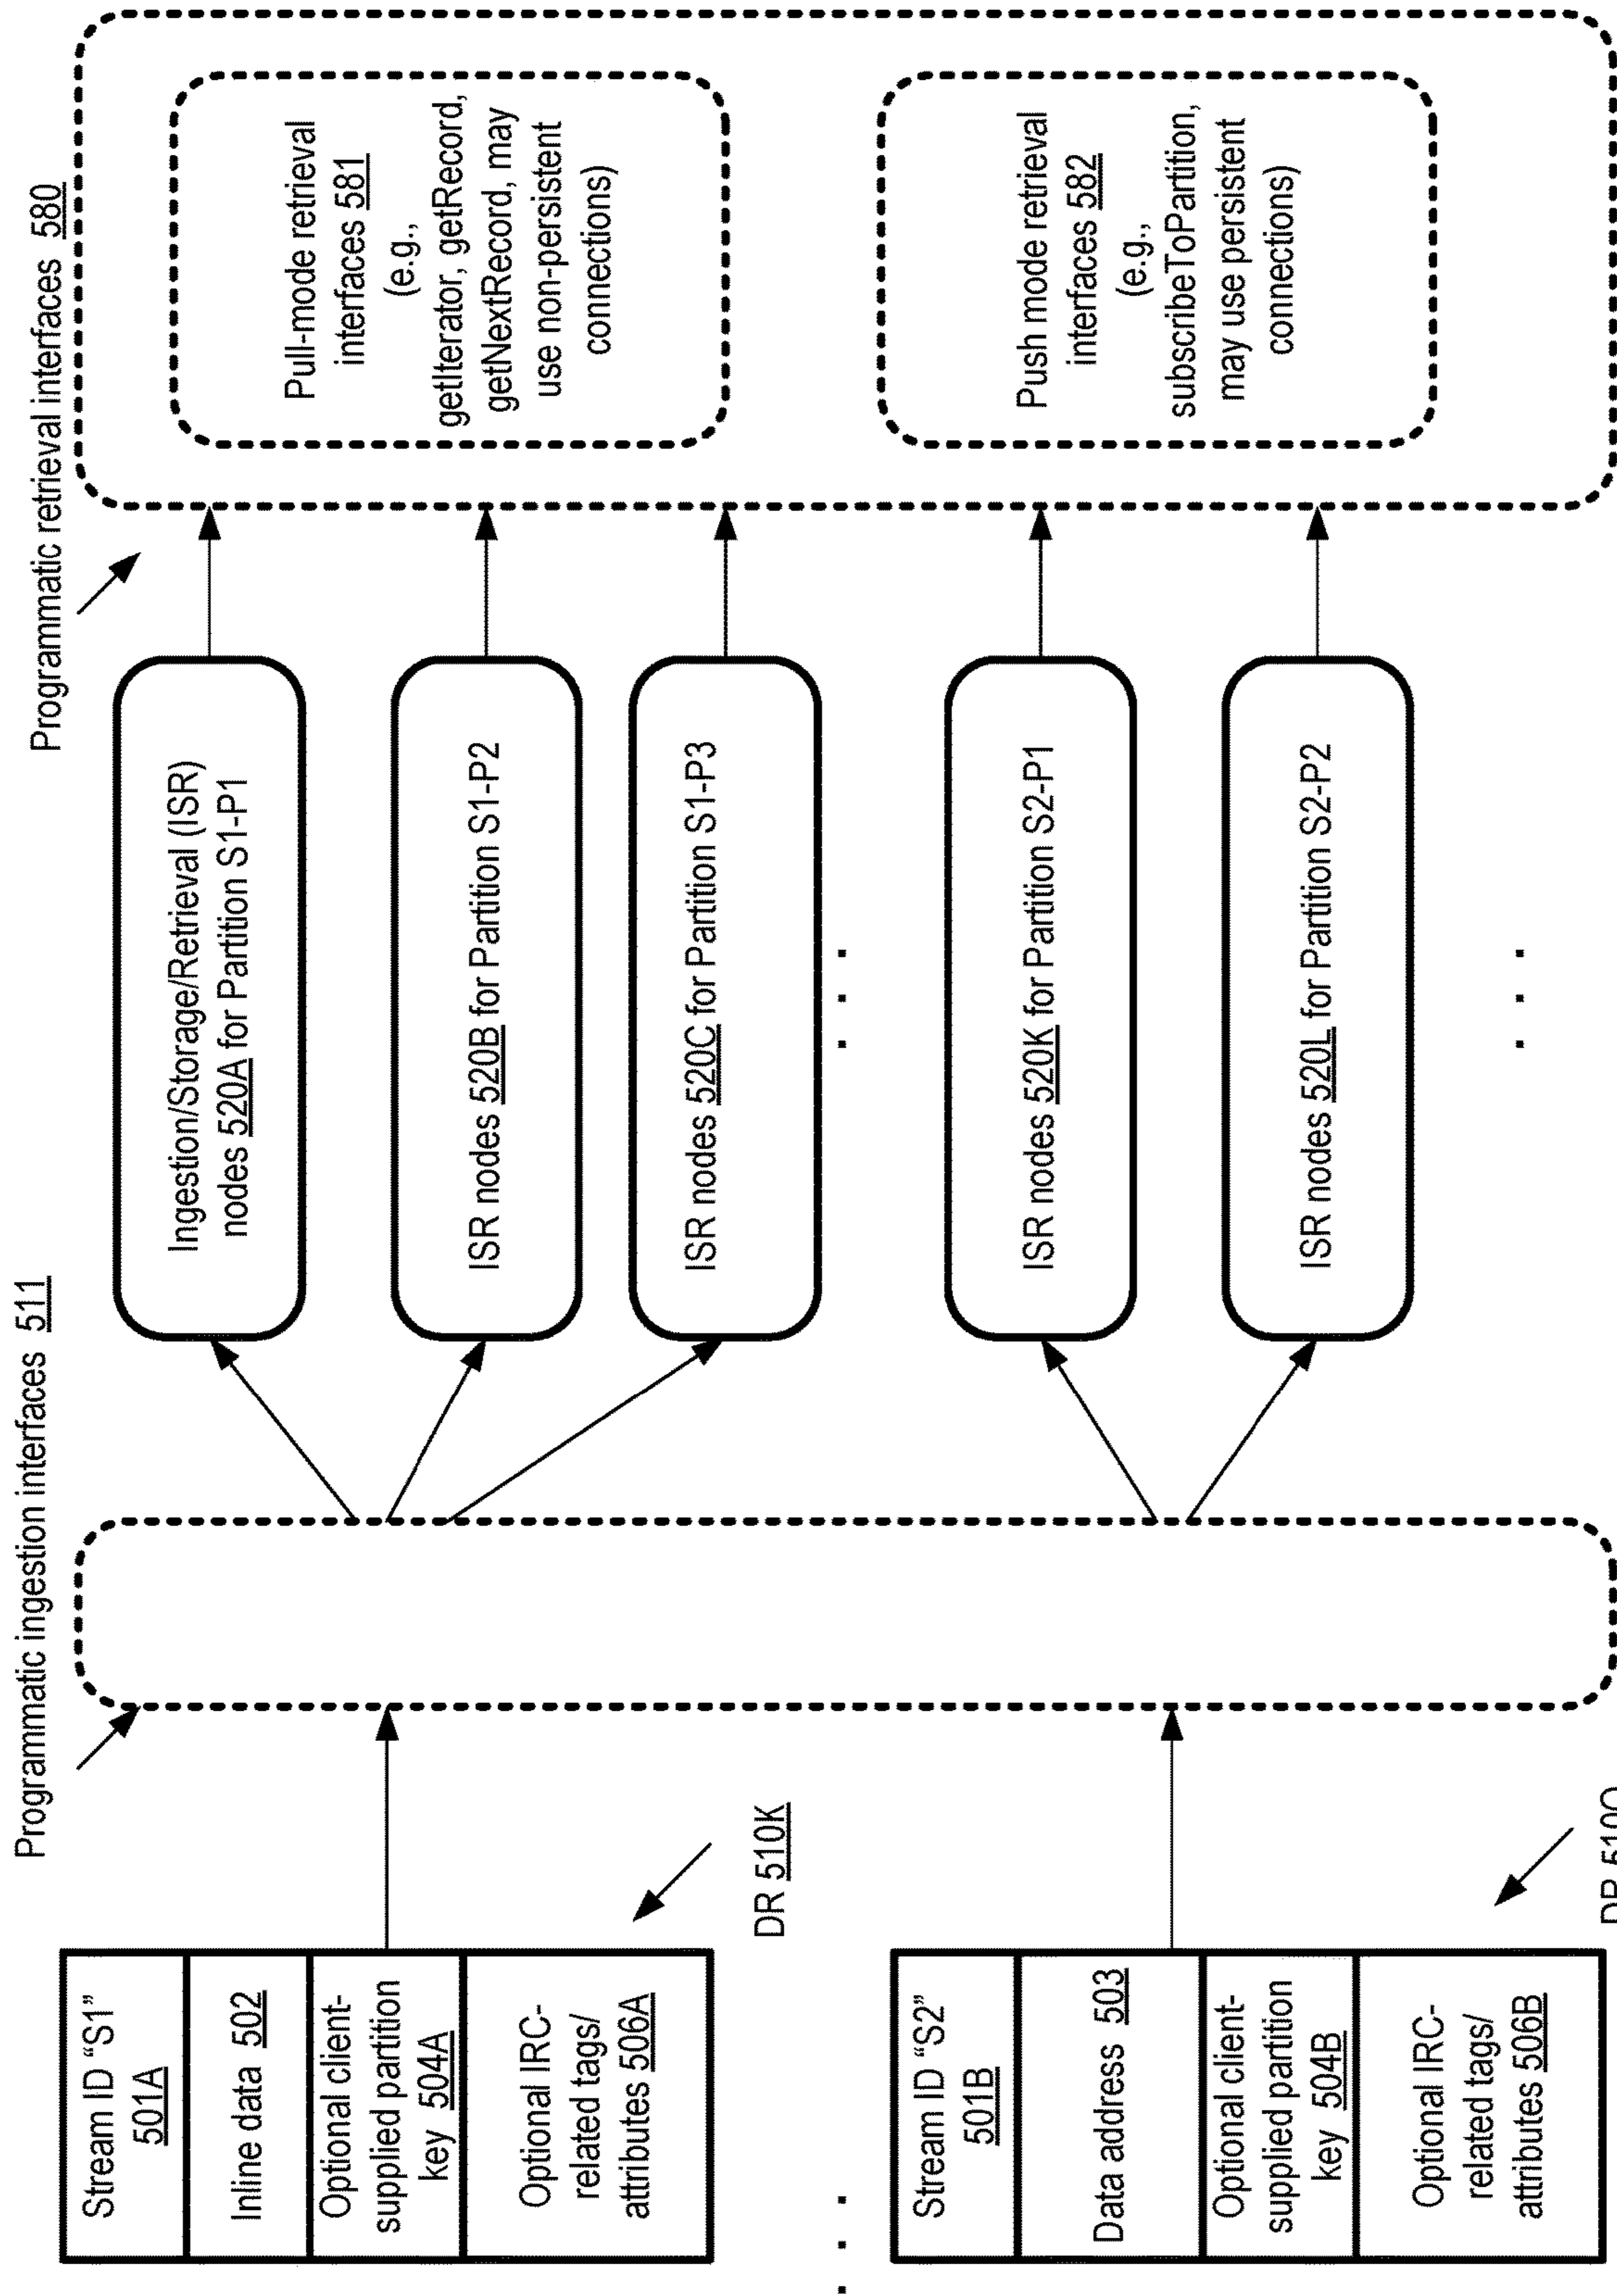 Programmatic ingestion interfaces 511
Programmatic retrieval interfaces 580
Stream ID “S1”
501A
Inline data 502
Optional client-
supplied partition
key 504A
Optional IRC-
related tags/
attributes 506A
DR 510K
. . .
Stream ID “S2”
501B
Data address 503
Optional client-
supplied partition
key 504B
Optional IRC-
related tags/
attributes 506B
Ingestion/Storage/Retrieval (ISR)
nodes 520A for Partition S1-P1
ISR nodes 520B for Partition S1-P2
ISR nodes 520C for Partition S1-P3
. . .
ISR nodes 520K for Partition S2-P1
ISR nodes 520L for Partition S2-P2
. . .
Pull-mode retrieval
interfaces 581
(e.g.,
getIterator, getRecord,
getNextRecord, may
use non-persistent
connections)
Push mode retrieval
interfaces 582
(e.g.,
subscribeToPartition,
may use persistent
connections)